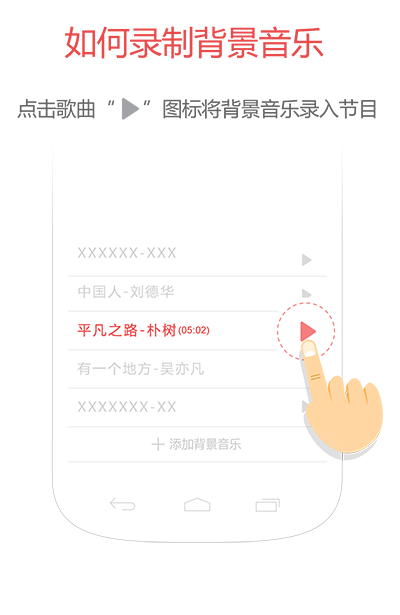 如何录制背景音乐
点击歌曲“▶”图标将背景音乐录入节目
XXXXXX-XXX
中国人-刘德华
平凡之路-朴树(05:02)
有一个地方-吴亦凡
XXXXXXX-XX
+ 添加背景音乐